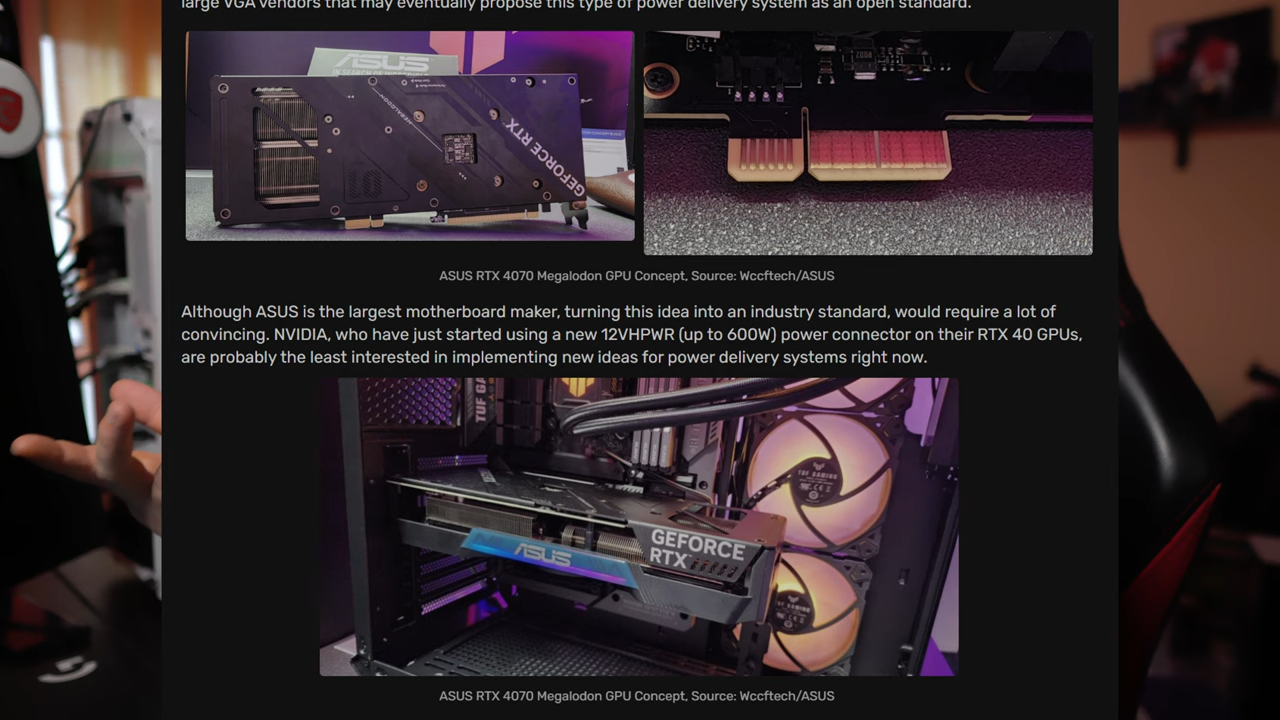 large VGA vendors that may eventually propose this type of power delivery system as an open standard.
ASUS
GEFORCE RTX
ASUS RTX 4070 Megalodon GPU Concept, Source: Wccftech/ASUS
Although ASUS is the largest motherboard maker, turning this idea into an industry standard, would require a lot of
convincing. NVIDIA, who have just started using a new 12VHPWR (up to 600W) power connector on their RTX 40 GPUs,
are probably the least interested in implementing new ideas for power delivery systems right now.
TUF GA
TUF GAMING
ASUS
GEFORCE
RTX
TUF GAMING
ASUS RTX 4070 Megalodon GPU Concept, Source: Wccftech/ASUS